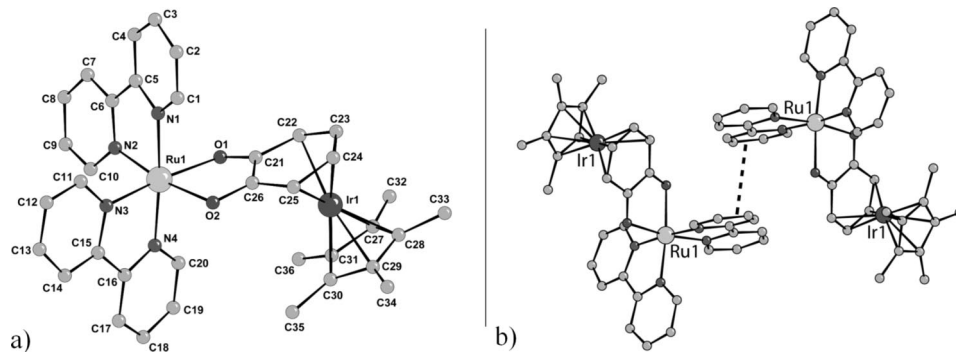 C3
C4
C2
C7
C5
C8
C6
C1
C23
N1
C22
C9
N2
Ru1
O1
C24
C10
C21
C11
C32
C12
N3
O2
C26
C25
Ir1
C33
C13
C15
N4
C27
C28
C14
C16
C20
C36
C31
C29
C30
C34
C17
C19
C35
C18
a)
Ru1
Ir1
Ir1
Ru1
b)